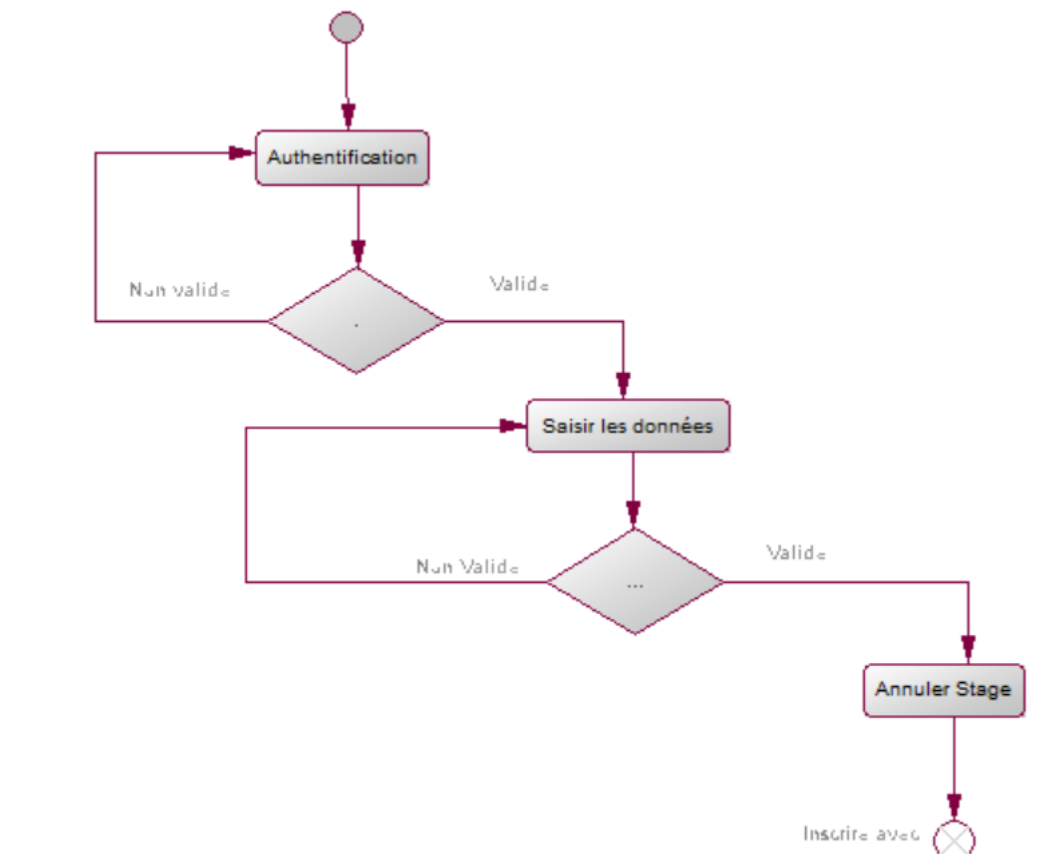 Authentification
Non valide
Valide
.
Saisir les données
Non Valide
Valide
...
Annuler Stage
Inscrire avec